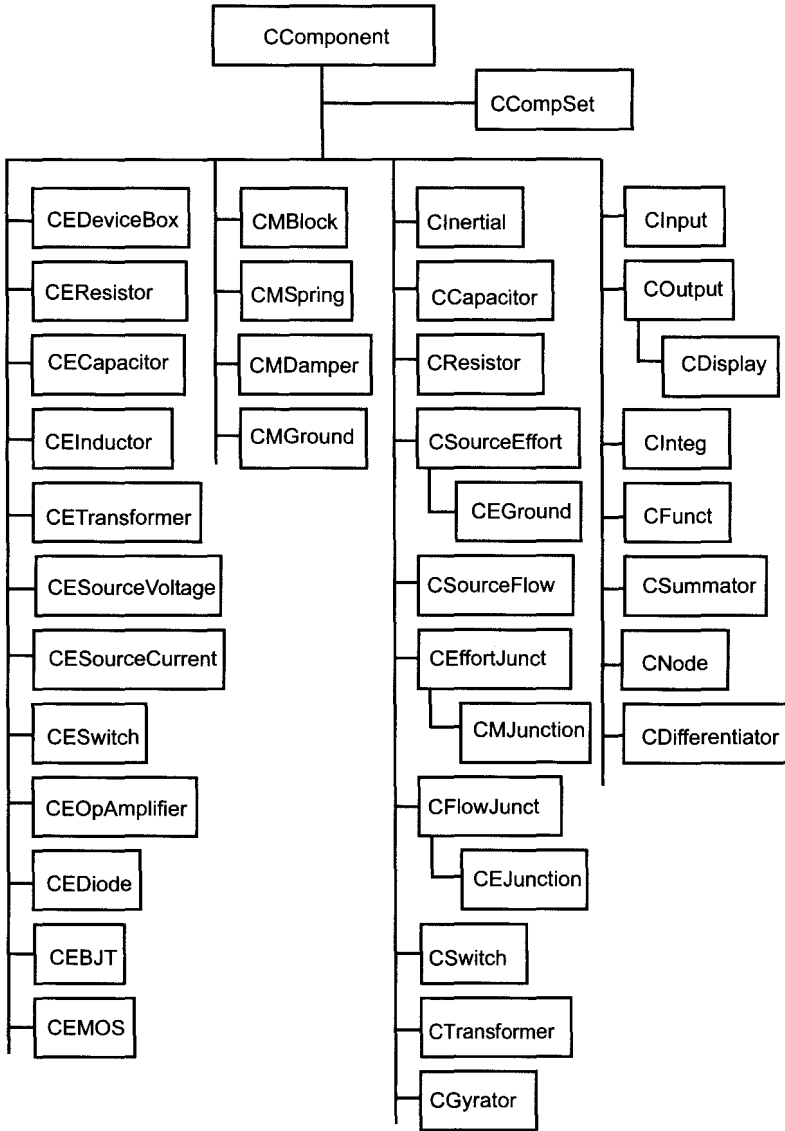 CComponent
CCompSet
CEDeviceBox
CEResistor
CECapacitor
CEInductor
CETransformer
CESourceVoltage
CESourceCurrent
CESwitch
CEOpAmplifier
CEDiode
CEBJT
CEMOS
CMBlock
CMSpring
CMDamper
CMGround
CInertial
CCapacitor
CResistor
CSourceEffort
CEGround
CSourceFlow
CEffortJunct
CMJunction
CFlowJunct
CEJunction
CSwitch
CTransformer
CGyrator
CInput
COutput
CDisplay
CInteg
CFunct
CSummator
CNode
CDifferentiator